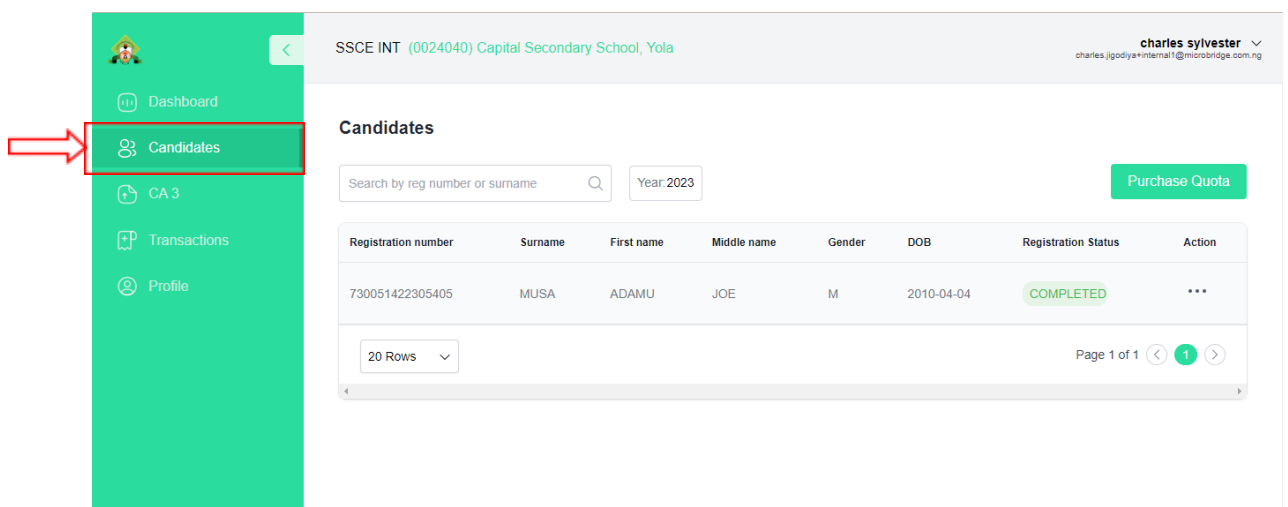 SSCE INT (0024040) Capital Secondary School, Yola
charles sylvester
charles.jigodiya+internal1@microbridge.com.ng
Dashboard
Candidates
CA 3
Transactions
Profile
Candidates
Search by reg number or surname
Year:2023
Purchase Quota
Registration number Surname First name Middle name Gender DOB Registration Status Action
730051422305405 MUSA ADAMU JOE M 2010-04-04 COMPLETED ...
20 Rows
Page 1 of 1 1